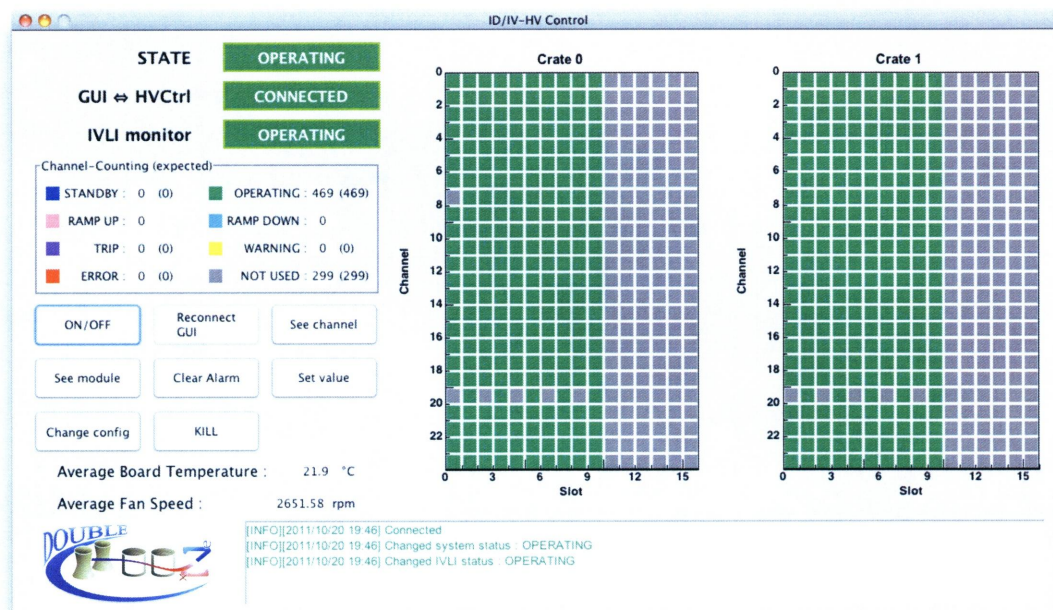 ID/IV-HV Control
STATE OPERATING
GUI ⇔ HVCtrl CONNECTED
IVLI monitor OPERATING
Channel-Counting (expected)
STANDBY : 0 (0) OPERATING : 469 (469)
RAMP UP : 0 RAMP DOWN : 0
TRIP : 0 (0) WARNING : 0 (0)
ERROR : 0 (0) NOT USED : 299 (299)
ON/OFF
Reconnect
GUI
See channel
See module
Clear Alarm
Set value
Change config
KILL
Average Board Temperature : 21.9 °C
Average Fan Speed : 2651.58 rpm
Crate 0
Channel
0
2
4
6
8
10
12
14
16
18
20
22
0 3 6 9 12 15
Slot
Crate 1
Channel
0
2
4
6
8
10
12
14
16
18
20
22
0 3 6 9 12 15
Slot
DOUBLE
[INFO][2011/10/20 19:46] Connected
[INFO][2011/10/20 19:46] Changed system status : OPERATING
[INFO][2011/10/20 19:46] Changed IVLI status : OPERATING